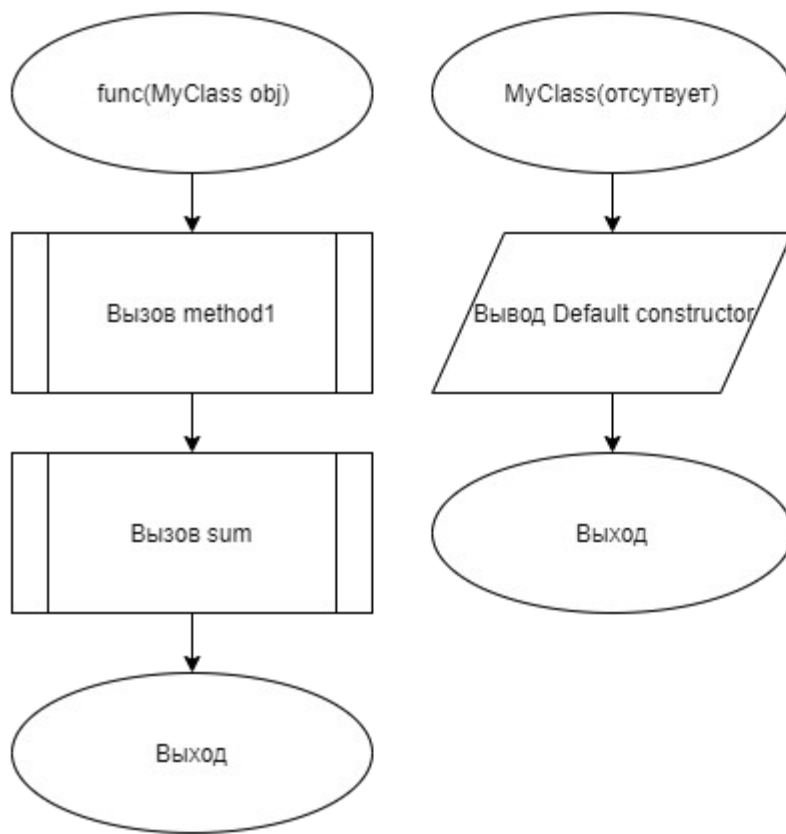 func(MyClass obj)
Вызов method1
Вызов sum
Выход
MyClass(отсутвует)
Вывод Default constructor
Выход